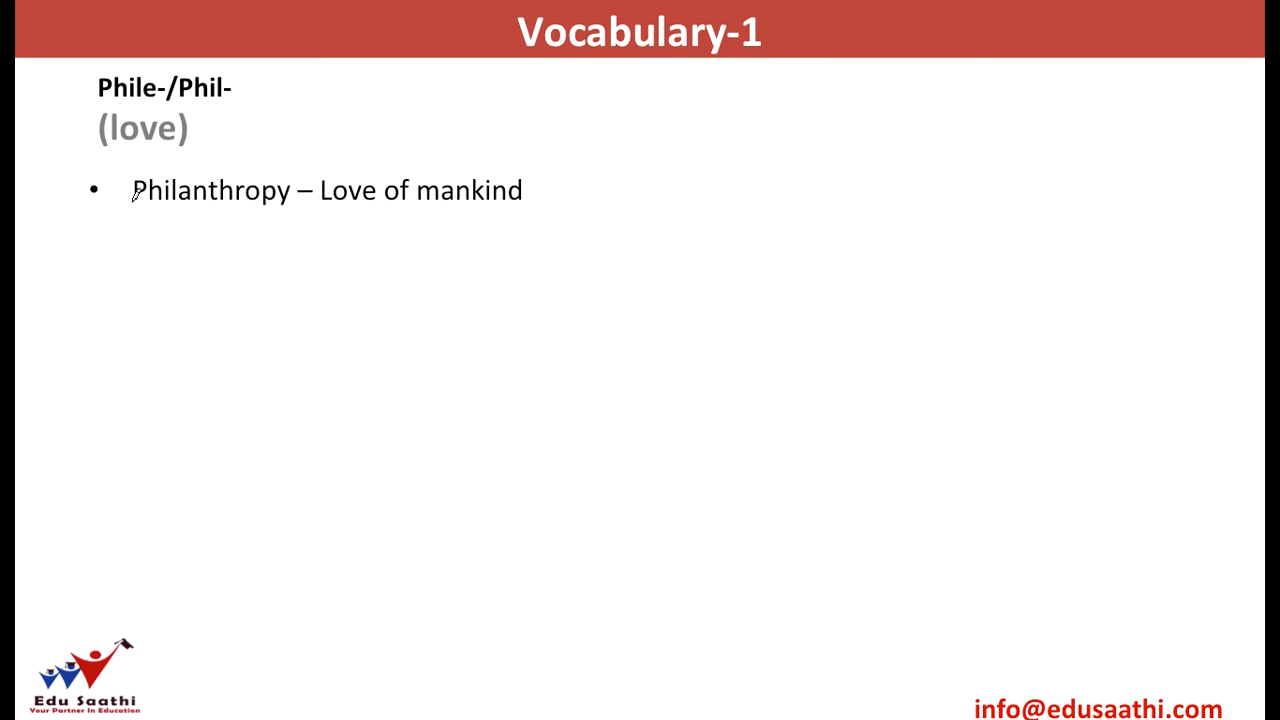 Vocabulary-1
Phile-/Phil-
(love)
• Philanthropy – Love of mankind
Edu Saathi
Your Partner In Education
info@edusaathi.com